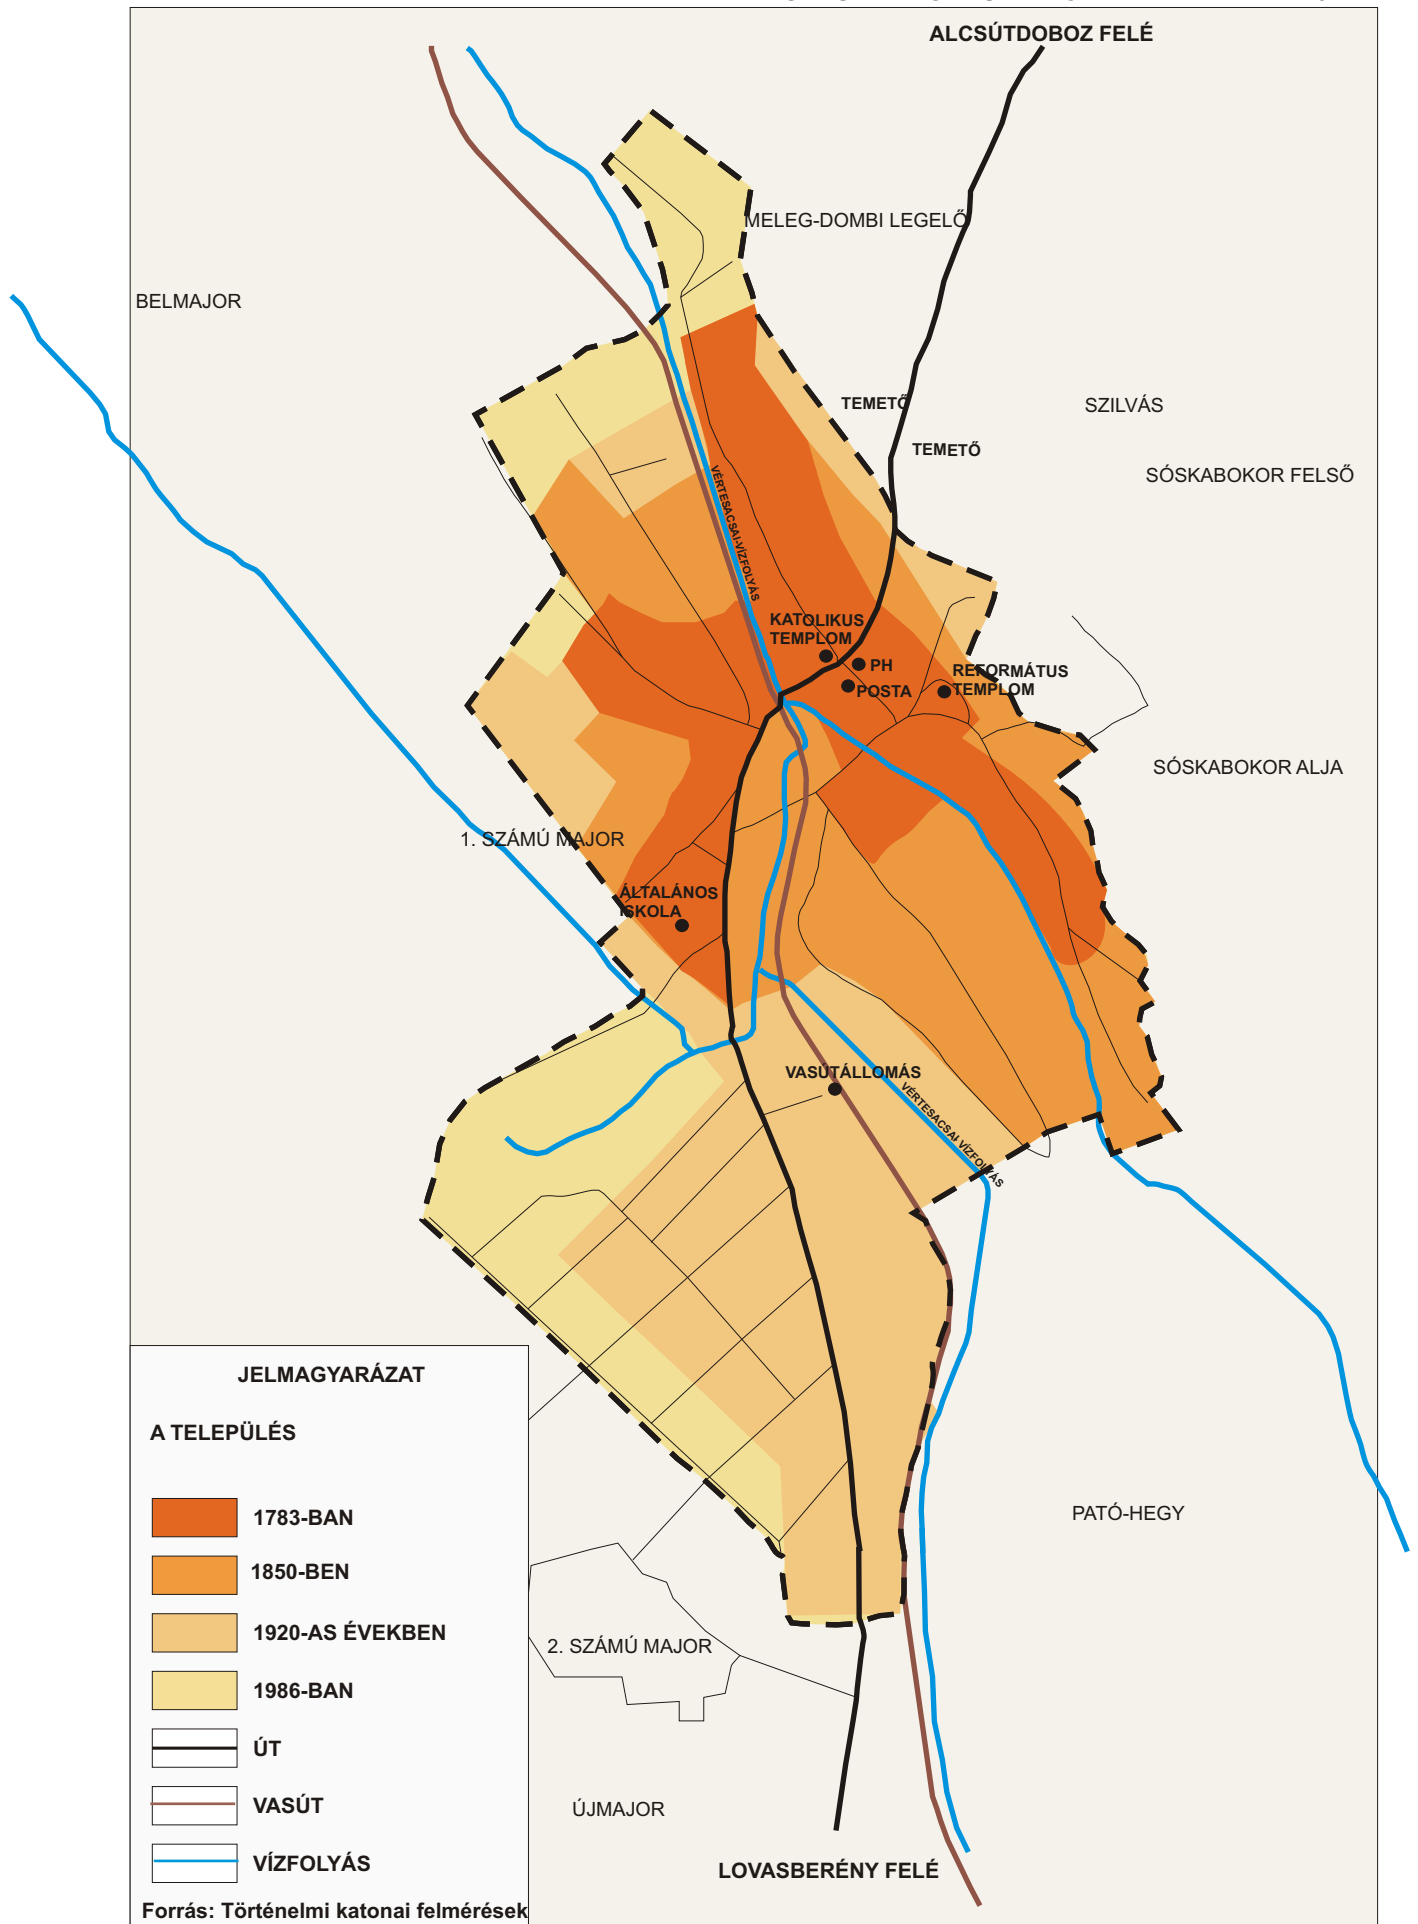 ALCSÚTDOBOZ FELÉ
MELEG-DOMBI LEGELŐ
BELMAJOR
TEMETŐ
SZILVÁS
TEMETŐ
SÓSKABOKOR FELSŐ
VÉRTESACSAI-VÍZFOLYÁS
KATOLIKUS
TEMPLOM
PH
REFORMÁTUS
TEMPLOM
POSTA
SÓSKABOKOR ALJA
1. SZÁMÚ MAJOR
ÁLTALÁNOS
ISKOLA
VASÚTÁLLOMÁS
VÉRTESACSAI VÍZFOLYÁS
JELMAGYARÁZAT
A TELEPÜLÉS
1783-BAN
1850-BEN
1920-AS ÉVEKBEN
1986-BAN
ÚT
VASÚT
VÍZFOLYÁS
Forrás: Történelmi katonai felmérések
PATÓ-HEGY
2. SZÁMÚ MAJOR
ÚJMAJOR
LOVASBERÉNY FELÉ